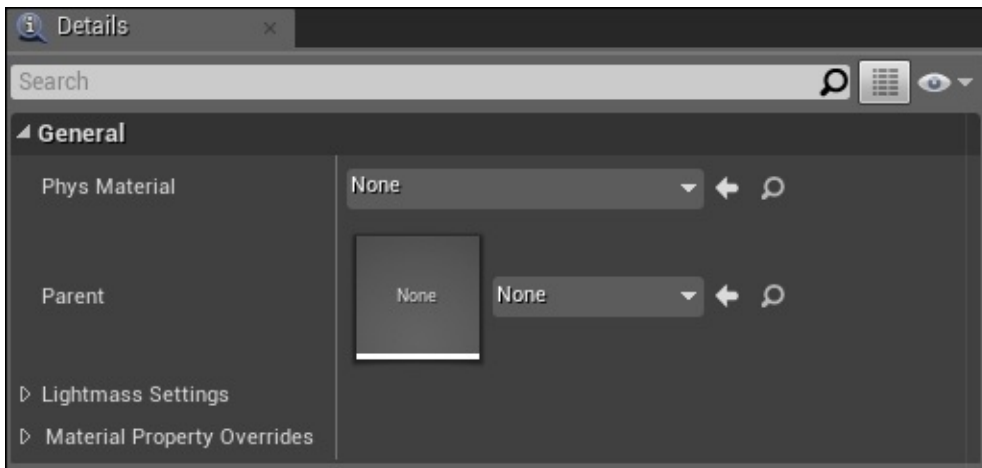 Details
Search
General
Phys Material None
Parent None None
Lightmass Settings
Material Property Overrides